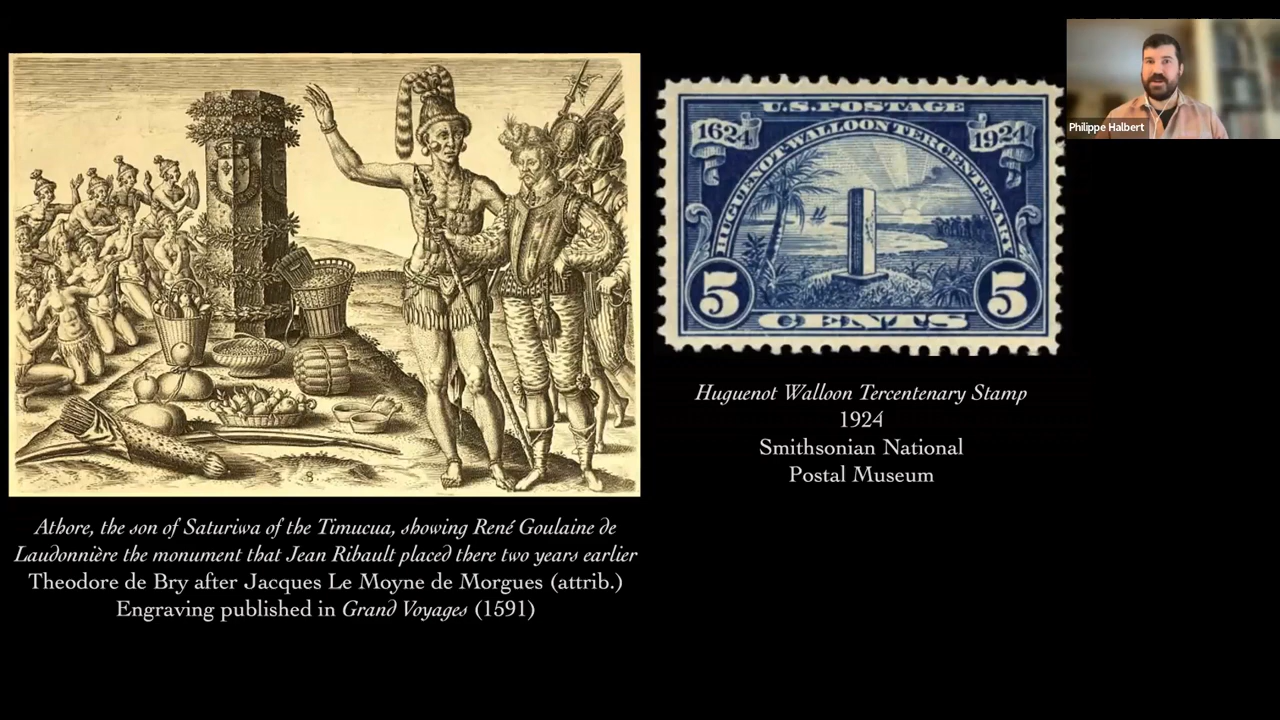 Athore, the son of Saturiwa of the Timucua, showing René Goulaine de
Laudonnière the monument that Jean Ribault placed there two years earlier
Theodore de Bry after Jacques Le Moyne de Morgues (attrib.)
Engraving published in Grand Voyages (1591)
8.
U.S. POSTAGE
1624
1924
HUGUENOT-WALLOON TERCENTENARY
5
5
CENTS
Huguenot Walloon Tercentenary Stamp
1924
Smithsonian National
Postal Museum
Philippe Halbert